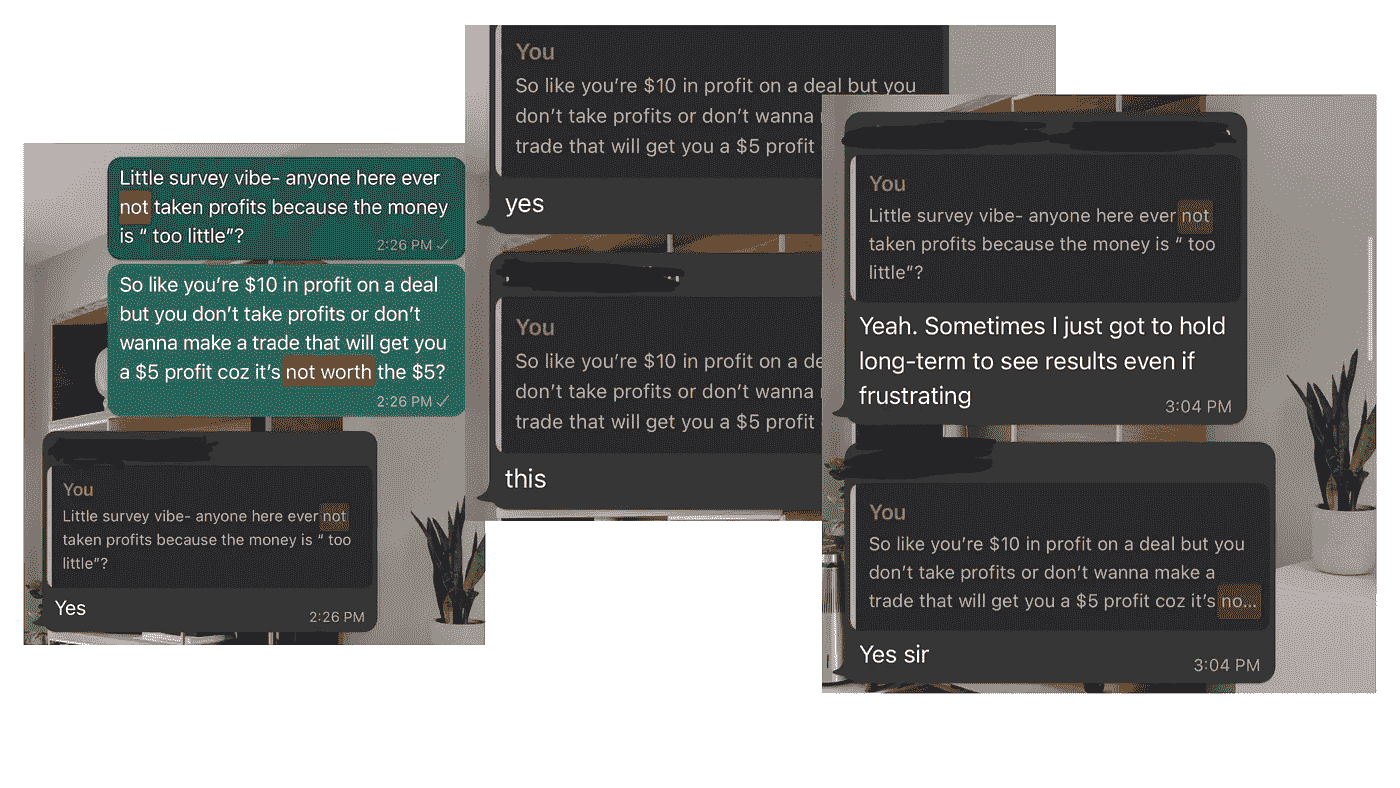 Little survey vibe- anyone here ever
not taken profits because the money
is “ too little”?
2:26 PM
So like you’re $10 in profit on a deal
but you don’t take profits or don’t
wanna make a trade that will get you
a $5 profit coz it’s not worth the $5?
2:26 PM
You
Little survey vibe- anyone here ever not
taken profits because the money is “ too
little”?
Yes
2:26 PM
You
So like you’re $10 in profit on a deal but you
don’t take profits or don’t wanna
trade that will get you a $5 profit
yes
You
So like you’re $10 in profit on a de
don’t take profits or don’t wanna
trade that will get you a $5 profit
this
You
Little survey vibe- anyone here ever not
taken profits because the money is “ too
little”?
Yeah. Sometimes I just got to hold
long-term to see results even if
frustrating
3:04 PM
You
So like you’re $10 in profit on a deal but you
don’t take profits or don’t wanna make a
trade that will get you a $5 profit coz it’s no...
Yes sir
3:04 PM